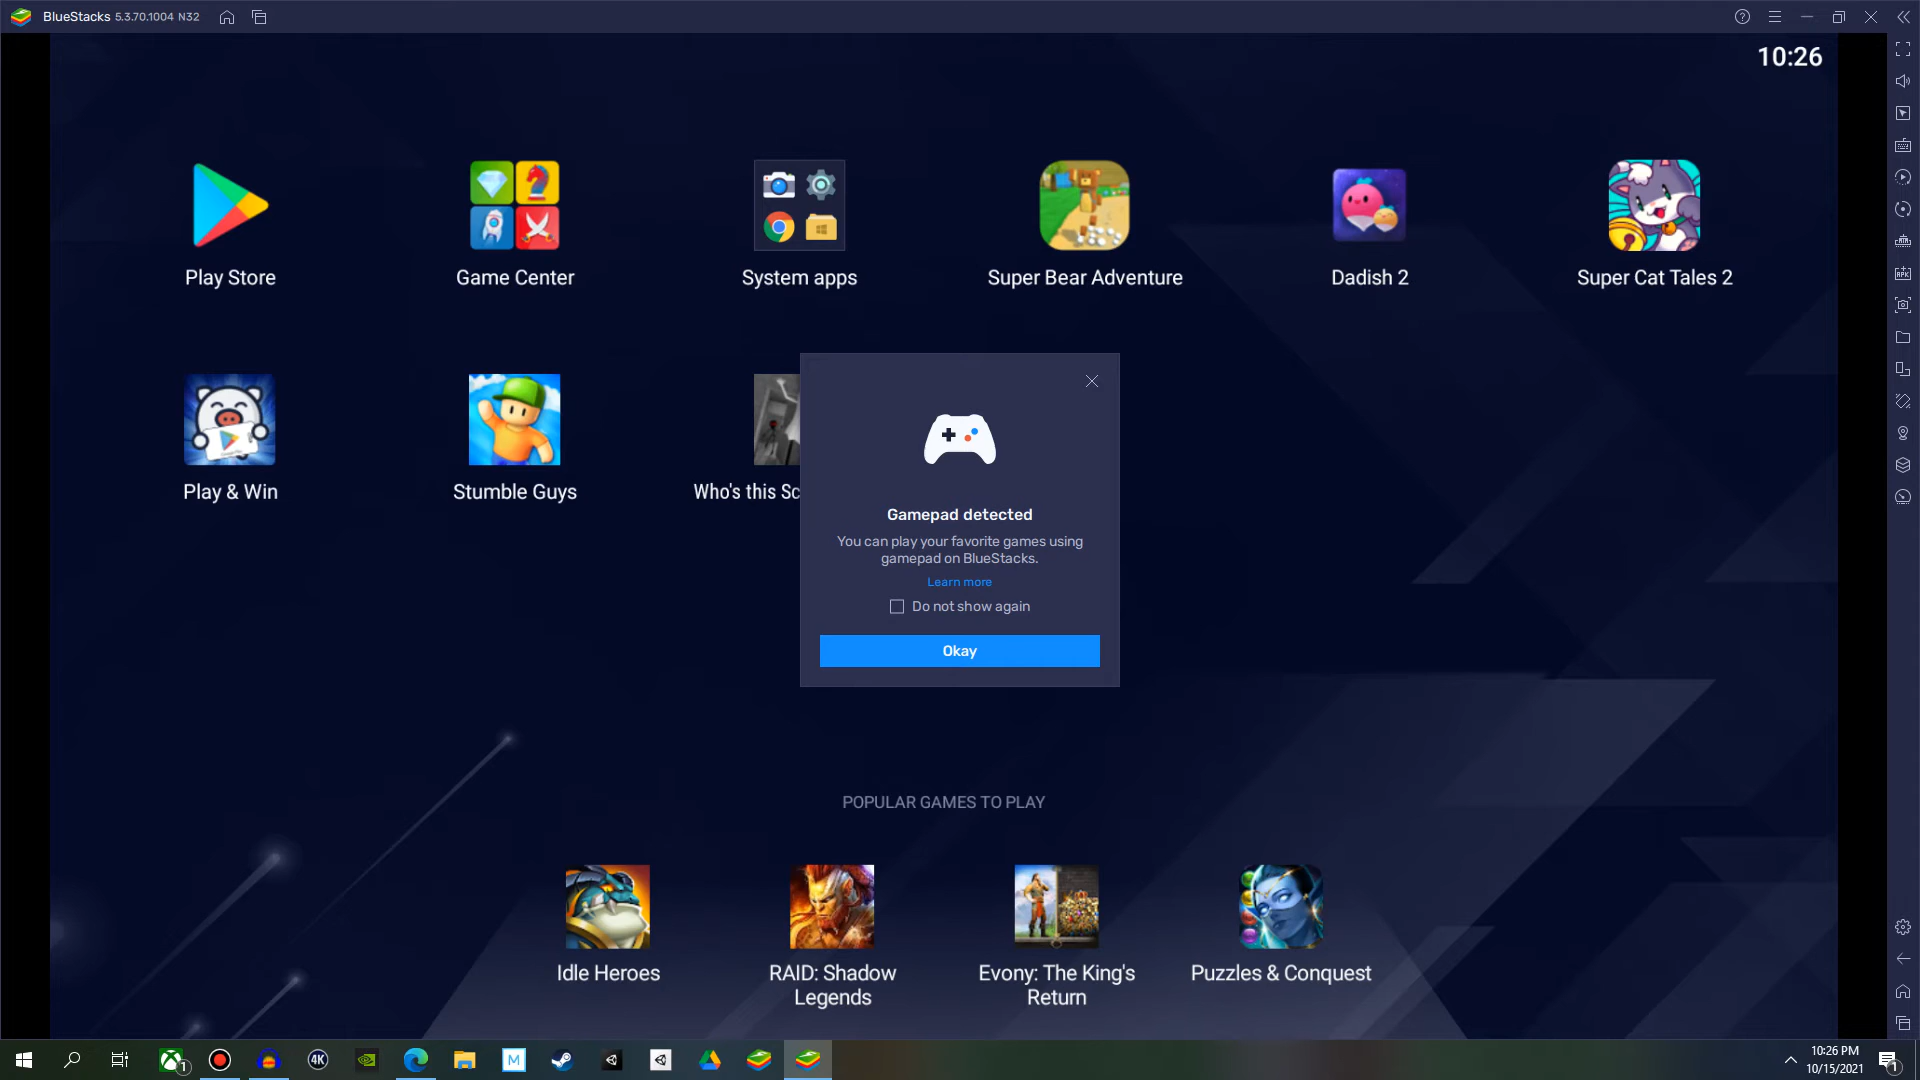 BlueStacks 5.3.70.1004 N32
10:26
Play Store
Game Center
System apps
Super Bear Adventure
Dadish 2
Super Cat Tales 2
Play & Win
Stumble Guys
Who's this Sc
Gamepad detected
You can play your favorite games using
gamepad on BlueStacks.
Learn more
Do not show again
Okay
POPULAR GAMES TO PLAY
Idle Heroes
RAID: Shadow
Legends
Evony: The King's
Return
Puzzles & Conquest
APK
1
4K
M
10:26 PM
10/15/2021
1